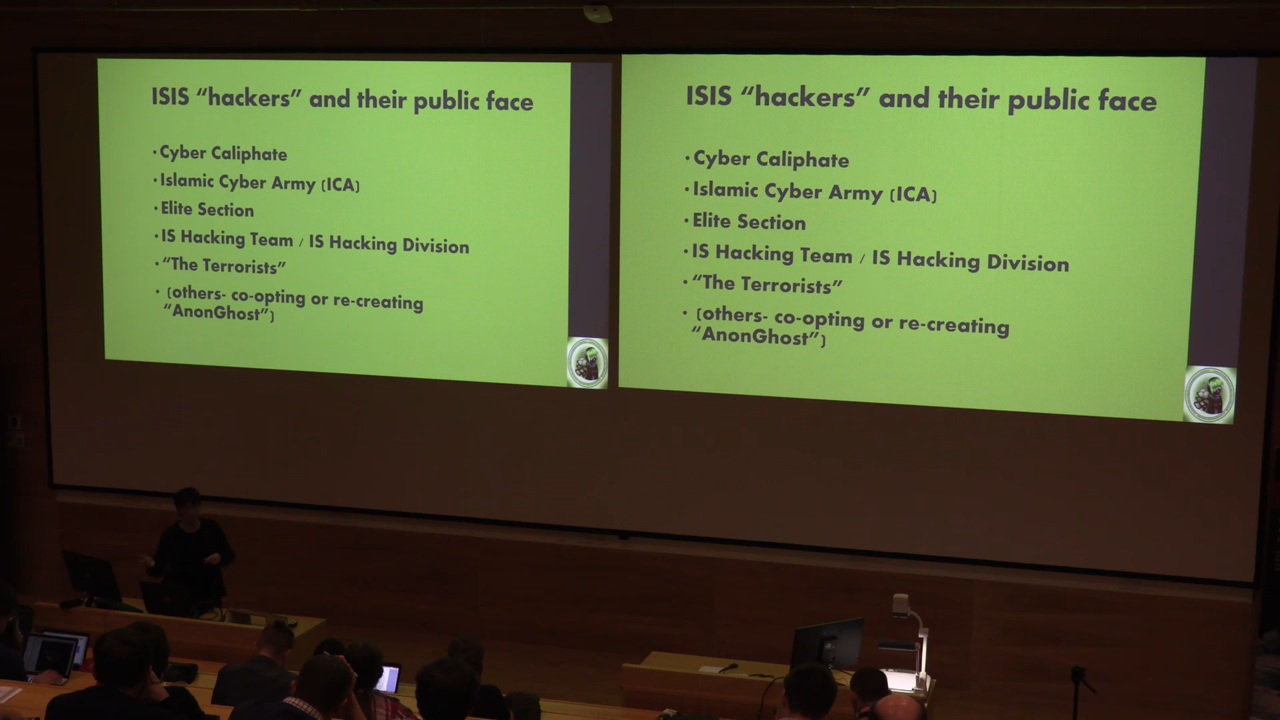 ISIS “hackers” and their public face
·Cyber Caliphate
·Islamic Cyber Army (ICA)
·Elite Section
·IS Hacking Team / IS Hacking Division
·“The Terrorists”
· (others- co-opting or re-creating
“AnonGhost”)
ISIS “hackers” and their public face
·Cyber Caliphate
·Islamic Cyber Army (ICA)
·Elite Section
·IS Hacking Team / IS Hacking Division
·“The Terrorists”
· (others- co-opting or re-creating
“AnonGhost”)